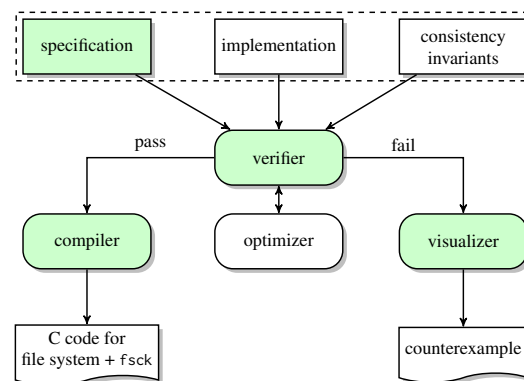 specification
implementation
consistency
invariants
pass
verifier
fail
compiler
optimizer
visualizer
C code for
file system + fsck
counterexample